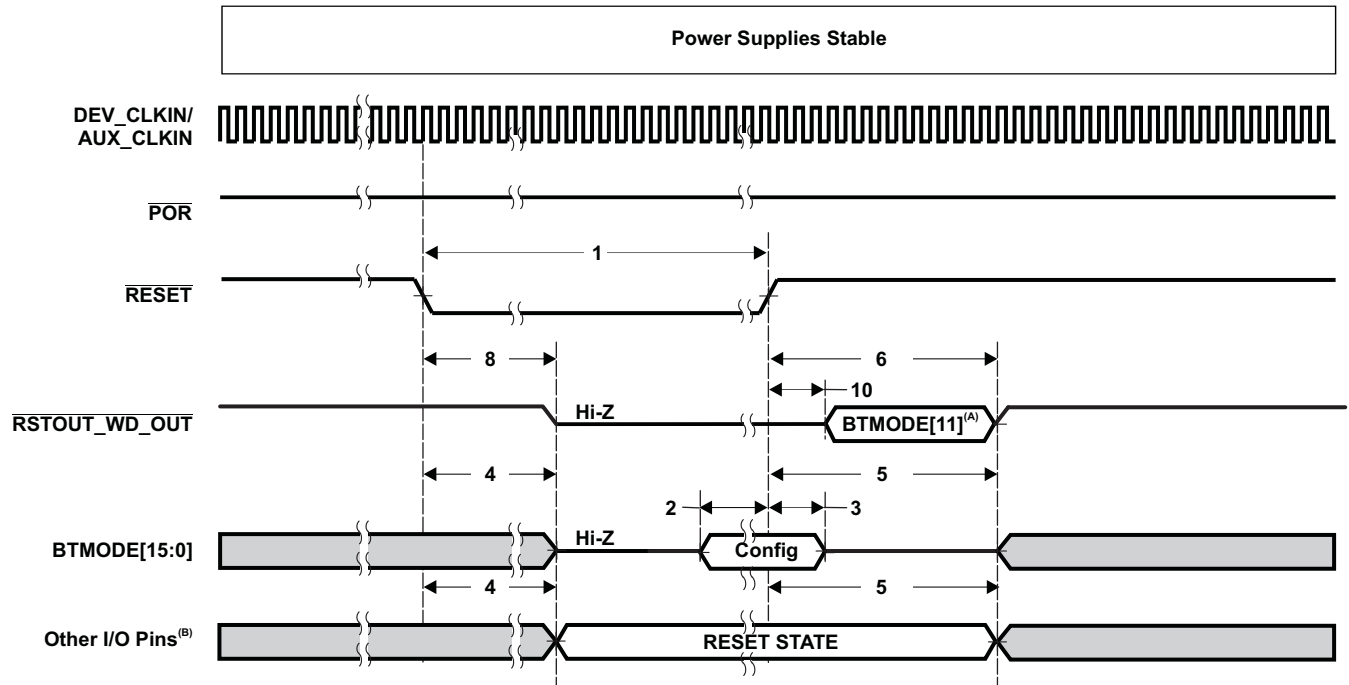 Power Supplies Stable
DEV_CLKIN/
AUX_CLKIN
POR
1
RESET
8
6
10
Hi-Z
RSTOUT_WD_OUT
BTMODE[11](A)
4
5
2
3
Hi-Z
BTMODE[15:0]
Config
4
5
Other I/O Pins(B)
RESET STATE